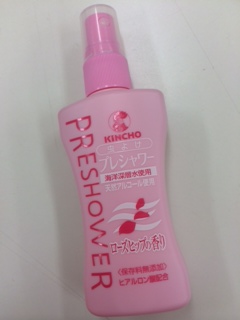 KINCHO
プレシャワー
海洋深層水使用
天然アルコール使用
PRESHOWER
ローズヒップの香り
(保存料無添加)
ヒアルロン酸配合